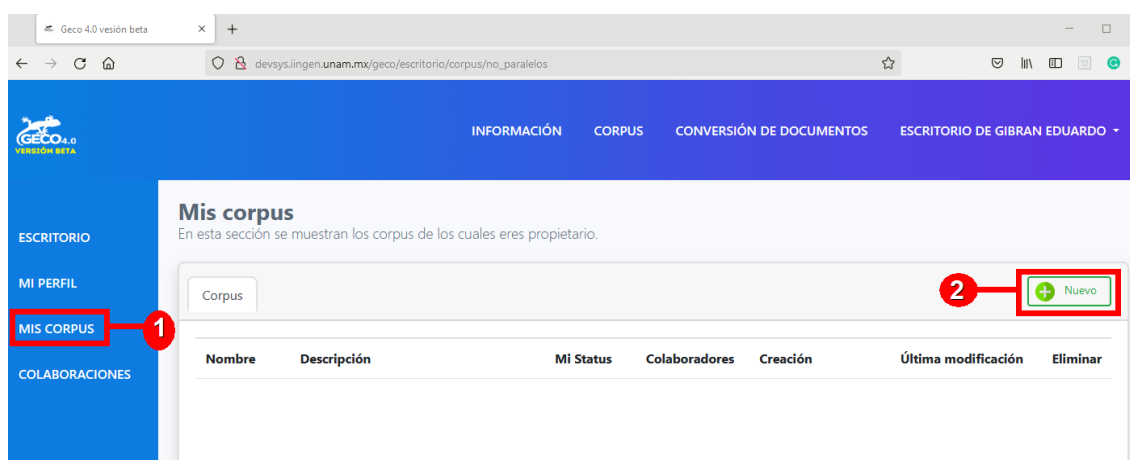 Geco 4.0 vesión beta
devsys.iingen.unam.mx/geco/escritorio/corpus/no_paralelos
GECO4.0
VERSIÓN BETA
INFORMACIÓN CORPUS CONVERSIÓN DE DOCUMENTOS ESCRITORIO DE GIBRAN EDUARDO
ESCRITORIO
MI PERFIL
MIS CORPUS
1
COLABORACIONES
Mis corpus
En esta sección se muestran los corpus de los cuales eres propietario.
Corpus
2
Nuevo
Nombre Descripción Mi Status Colaboradores Creación Última modificación Eliminar